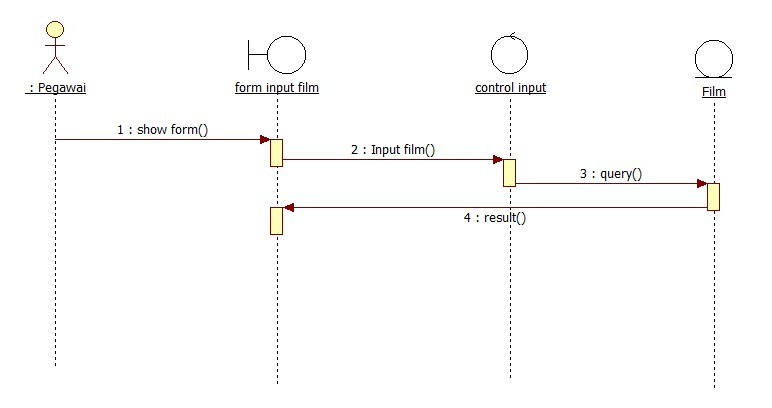 : Pegawai
form input film
control input
Film
1 : show form()
2 : Input film()
3 : query()
4 : result()